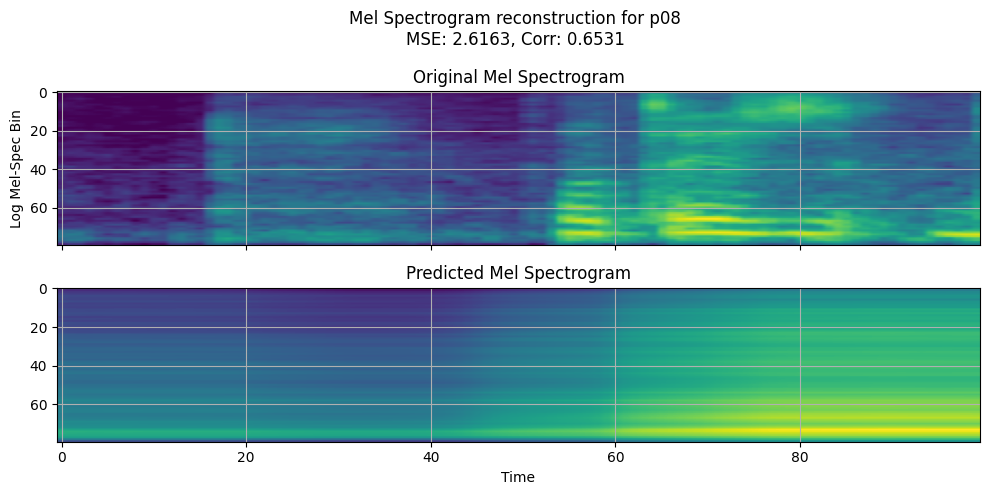 Mel Spectrogram reconstruction for p08
MSE: 2.6163, Corr: 0.6531
Original Mel Spectrogram
0
20
40
60
Log Mel-Spec Bin
Predicted Mel Spectrogram
0
20
40
60
0 20 40 60 80
Time